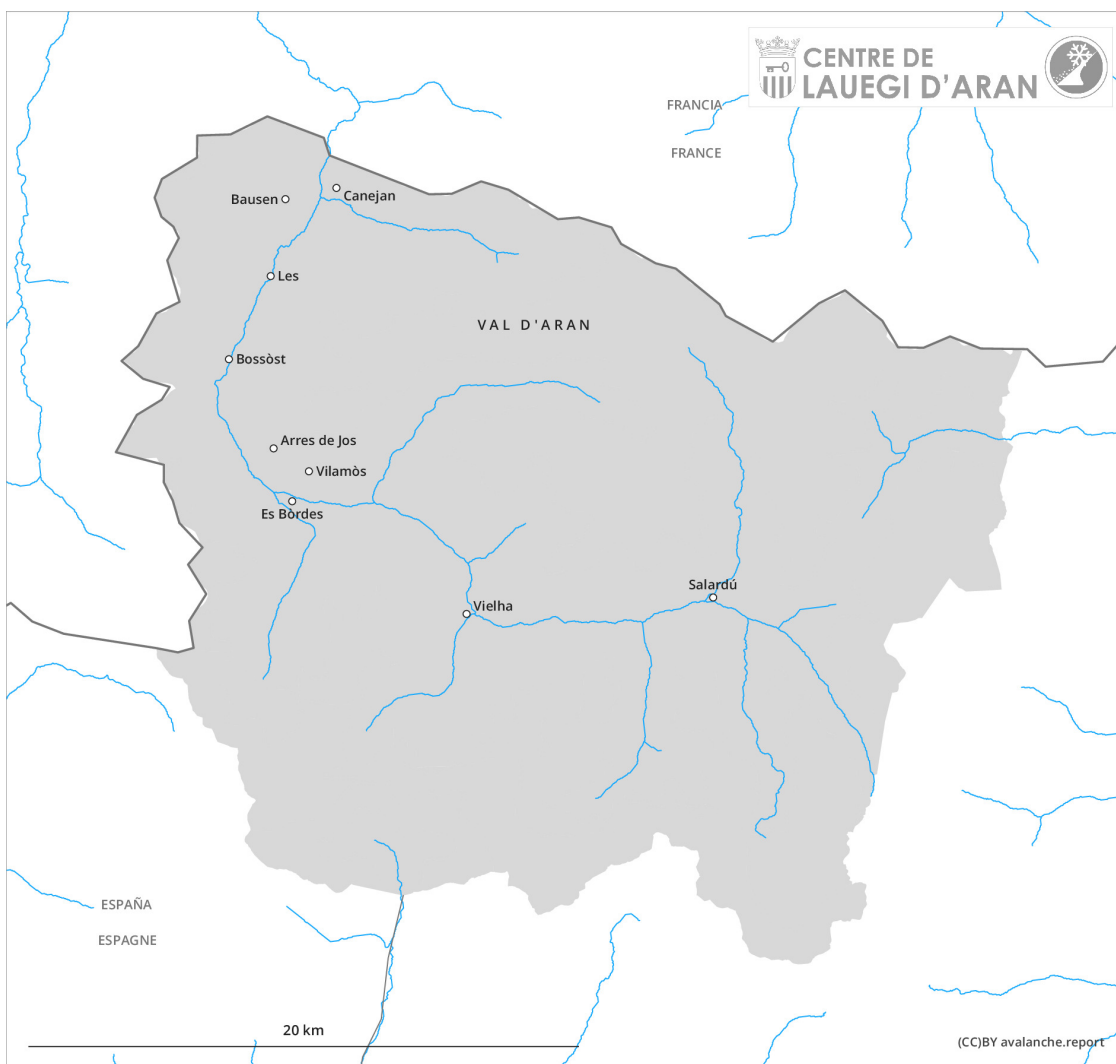 CENTRE DE
LAUEGI D'ARAN
FRANCIA
FRANCE
Bausen
Canejan
Les
VAL D'ARAN
Bossòst
Arres de Jos
Vilamòs
Es Bòrdes
Salardú
Vielha
ESPAÑA
ESPAGNE
20 km
(CC)BY avalanche.report